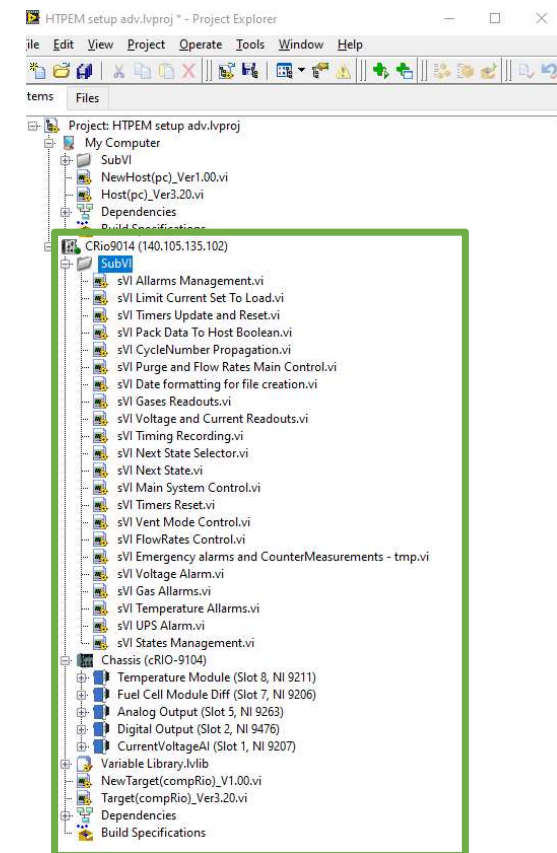 HTPEM setup adv.lvproj * - Project Explorer
ile Edit View Project Operate Tools Window Help
tems Files
Project: HTPEM setup adv.lvproj
My Computer
SubVI
NewHost(pc)_Ver1.00.vi
Host(pc)_Ver3.20.vi
Dependencies
Build Specifications
CRio9014 (140.105.135.102)
SubVI
sVI Allarms Management.vi
sVI Limit Current Set To Load.vi
sVI Timers Update and Reset.vi
sVI Pack Data To Host Boolean.vi
sVI CycleNumber Propagation.vi
sVI Purge and Flow Rates Main Control.vi
sVI Date formatting for file creation.vi
sVI Gases Readouts.vi
sVI Voltage and Current Readouts.vi
sVI Timing Recording.vi
sVI Next State Selector.vi
sVI Next State.vi
sVI Main System Control.vi
sVI Timers Reset.vi
sVI Vent Mode Control.vi
sVI FlowRates Control.vi
sVI Emergency alarms and CounterMeasurements - tmp.vi
sVI Voltage Alarm.vi
sVI Gas Allarms.vi
sVI Temperature Allarms.vi
sVI UPS Alarm.vi
sVI States Management.vi
Chassis (cRIO-9104)
Temperature Module (Slot 8, NI 9211)
Fuel Cell Module Diff (Slot 7, NI 9206)
Analog Output (Slot 5, NI 9263)
Digital Output (Slot 2, NI 9476)
CurrentVoltageAI (Slot 1, NI 9207)
Variable Library.lvlib
NewTarget(compRio)_V1.00.vi
Target(compRio)_Ver3.20.vi
Dependencies
Build Specifications